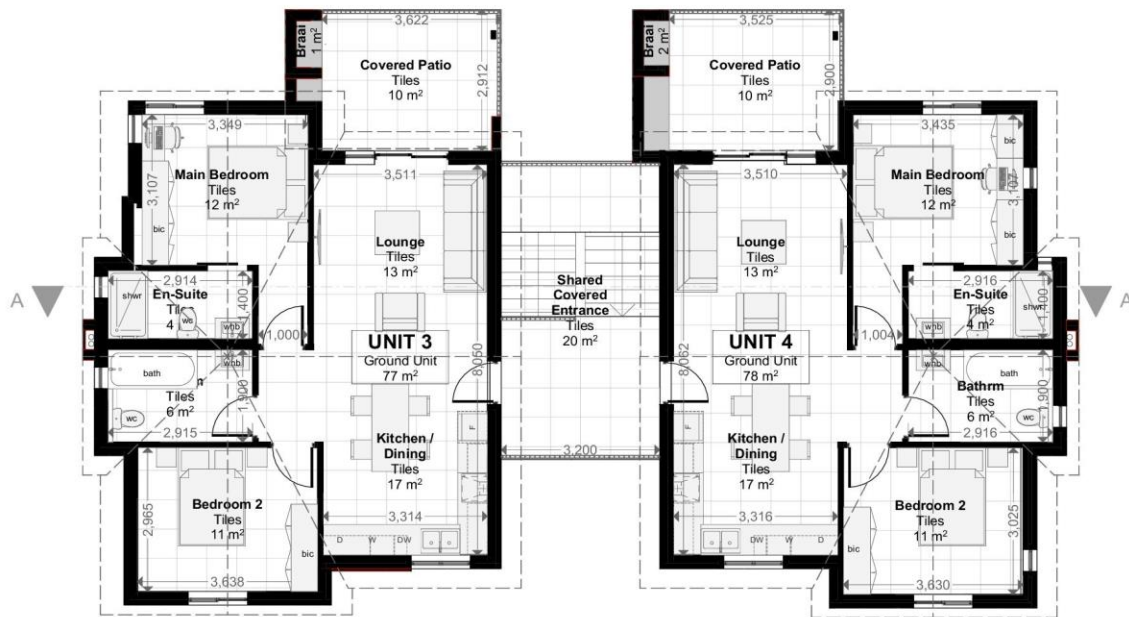 3,622
Braai
1 m²
Covered Patio
Tiles
10 m²
2,912
3,525
Braai
2 m²
Covered Patio
Tiles
10 m²
2,900
3,349
Main Bedroom
Tiles
12 m²
3,107
bic
3,511
Lounge
Tiles
13 m²
3,510
Lounge
Tiles
13 m²
3,435
bic
Main Bedroom
Tiles
12 m²
3,107
bic
A
2,914
shwr
En-Suite
Tiles
4
wc
whb
1,400
1,000
Shared
Covered
Entrance
Tiles
20 m²
2,916
En-Suite
Tiles
4 m²
whb
shwr
A
UNIT 3
Ground Unit
77 m²
8,050
UNIT 4
Ground Unit
78 m²
8,062
1,004
bath
whb
Tiles
6 m²
WC
1,900
2,915
whb
bath
Bathrm
Tiles
6 m²
WC
1,900
2,916
Kitchen /
Dining
Tiles
17 m²
F
3,314
D
W
DW
3,200
Kitchen /
Dining
Tiles
17 m²
F
3,316
DW
W
D
2,965
Bedroom 2
Tiles
11 m²
bic
3,638
Bedroom 2
Tiles
11 m²
bic
3,025
3,630